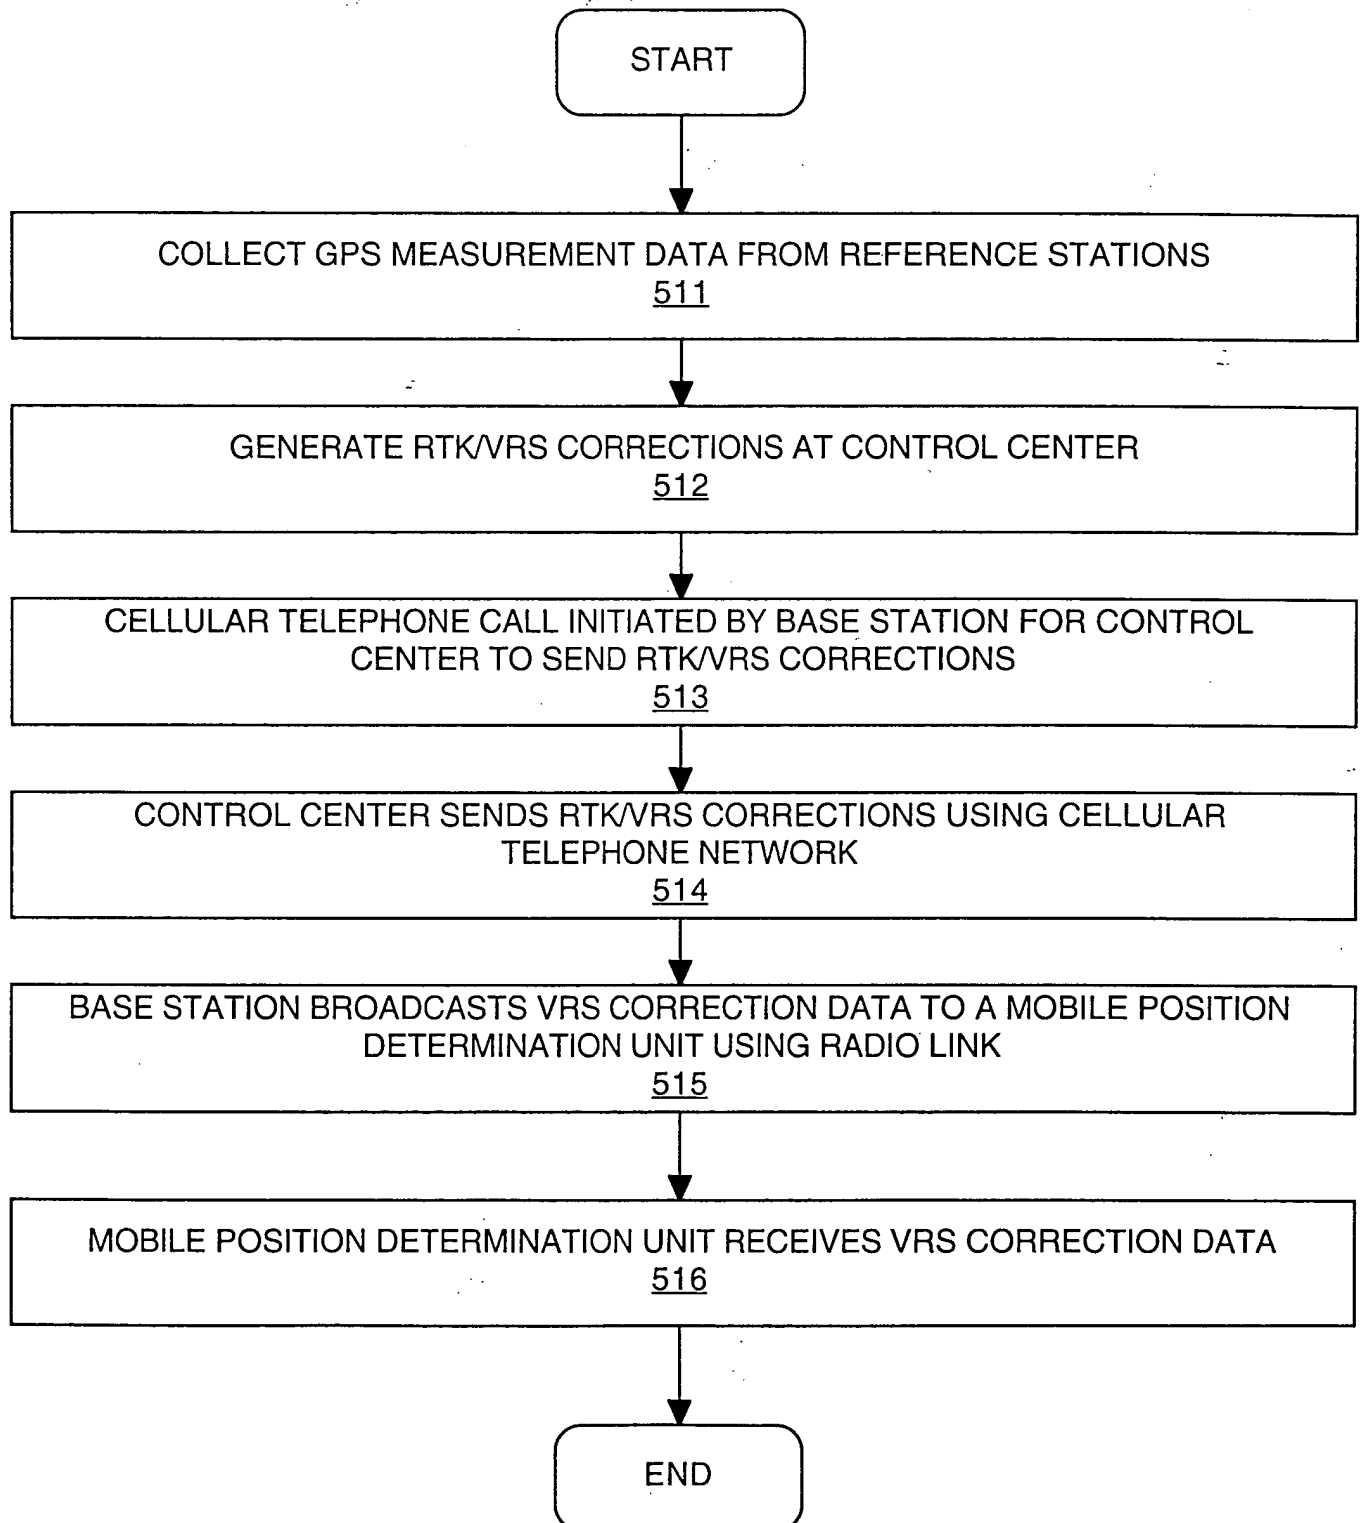 START
COLLECT GPS MEASUREMENT DATA FROM REFERENCE STATIONS
511
GENERATE RTK/VRS CORRECTIONS AT CONTROL CENTER
512
CELLULAR TELEPHONE CALL INITIATED BY BASE STATION FOR CONTROL
CENTER TO SEND RTK/VRS CORRECTIONS
513
CONTROL CENTER SENDS RTK/VRS CORRECTIONS USING CELLULAR
TELEPHONE NETWORK
514
BASE STATION BROADCASTS VRS CORRECTION DATA TO A MOBILE POSITION
DETERMINATION UNIT USING RADIO LINK
515
MOBILE POSITION DETERMINATION UNIT RECEIVES VRS CORRECTION DATA
516
END